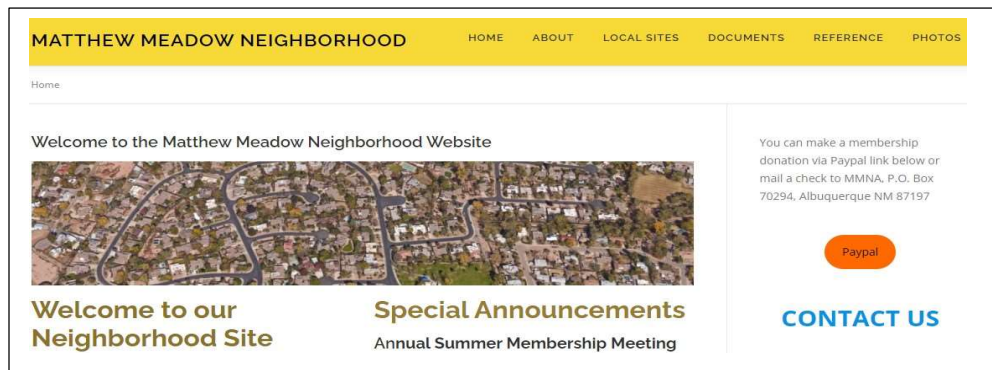 MATTHEW MEADOW NEIGHBORHOOD
HOME ABOUT LOCAL SITES DOCUMENTS REFERENCE PHOTOS
Home
Welcome to the Matthew Meadow Neighborhood Website
Welcome to our
Neighborhood Site
Special Announcements
Annual Summer Membership Meeting
You can make a membership
donation via Paypal link below or
mail a check to MMNA, P.O. Box
70294, Albuquerque NM 87197
Paypal
CONTACT US